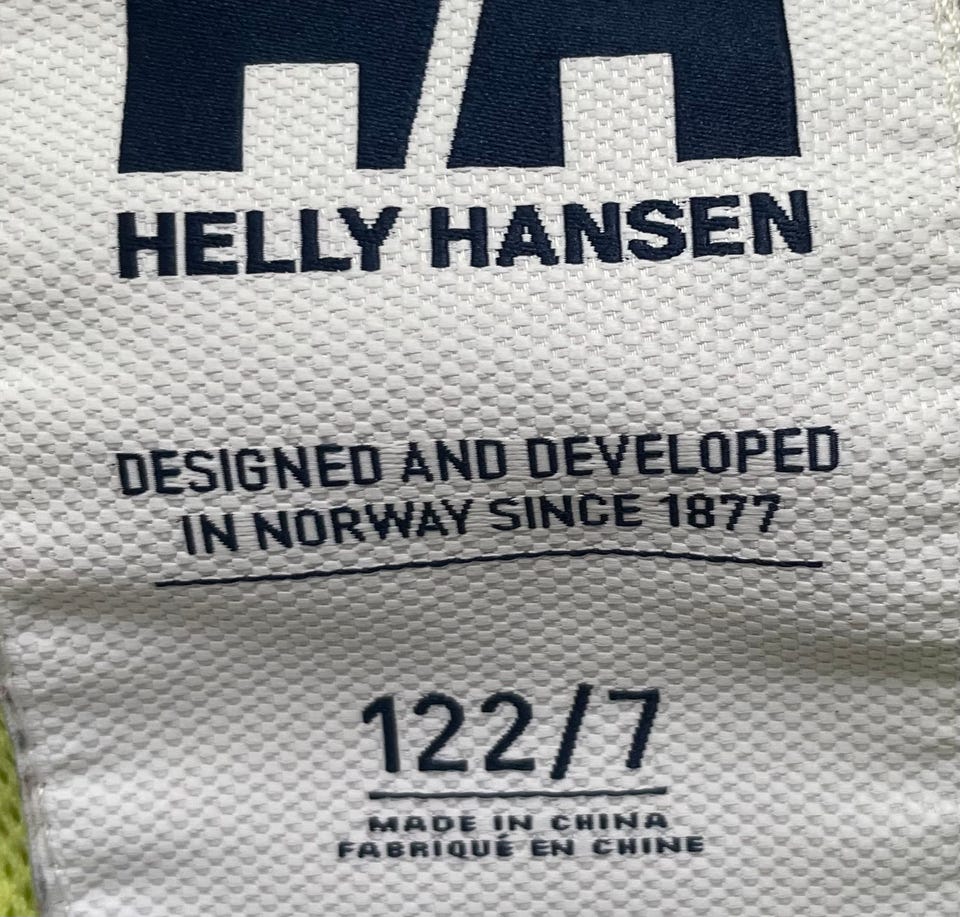 HH
HELLY HANSEN
DESIGNED AND DEVELOPED
IN NORWAY SINCE 1877
122/7
MADE IN CHINA
FABRIQUÉ EN CHINE